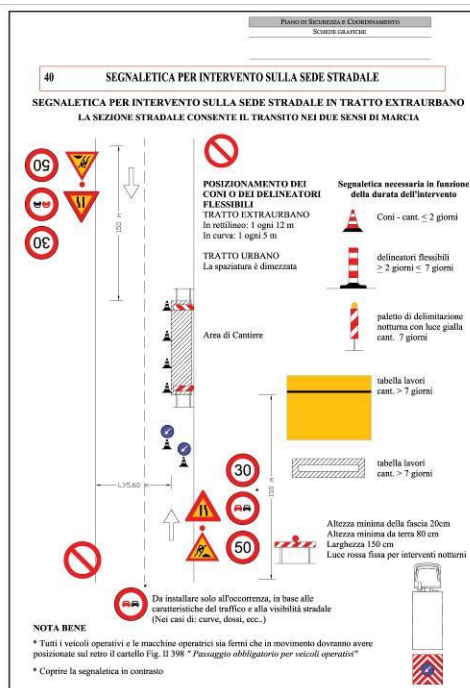 PIANO DI SICUREZZA E COORDINAMENTO
SCHEDE GRAFICHE
40 SEGNALETICA PER INTERVENTO SULLA SEDE STRADALE
SEGNALETICA PER INTERVENTO SULLA SEDE STRADALE IN TRATTO EXTRAURBANO
LA SEZIONE STRADALE CONSENTE IL TRANSITO NEI DUE SENSI DI MARCIA
50
30
150 m
POSIZIONAMENTO DEI
CONI O DEI DELINEATORI
FLESSIBILI
TRATTO EXTRAURBANO
In rettilineo: 1 ogni 12 m
In curva: 1 ogni 5 m
TRATTO URBANO
La spaziatura è dimezzata
Segnaletica necessaria in funzione
della durata dell'intervento
Coni - cant. ≤ 2 giorni
delineatori flessibili
≥ 2 giorni ≤ 7 giorni
paletto di delimitazione
notturna con luce gialla
cant. 7 giorni
Area di Cantiere
tabella lavori
cant. > 7 giorni
tabella lavori
cant. > 7 giorni
L>5.60 m
30
50
150 m
Altezza minima della fascia 20cm
Altezza minima da terra 80 cm
Larghezza 150 cm
Luce rossa fissa per interventi notturni
Da installare solo all'occorrenza, in base alle
caratteristiche del traffico e alla visibilità stradale
(Nei casi di: curve, dossi, ecc..)
NOTA BENE
* Tutti i veicoli operativi e le macchine operatrici sia fermi che in movimento dovranno avere
posizionate sul retro il cartello Fig. II 398 " Passaggio obbligatorio per veicoli operativi"
* Coprire la segnaletica in contrasto